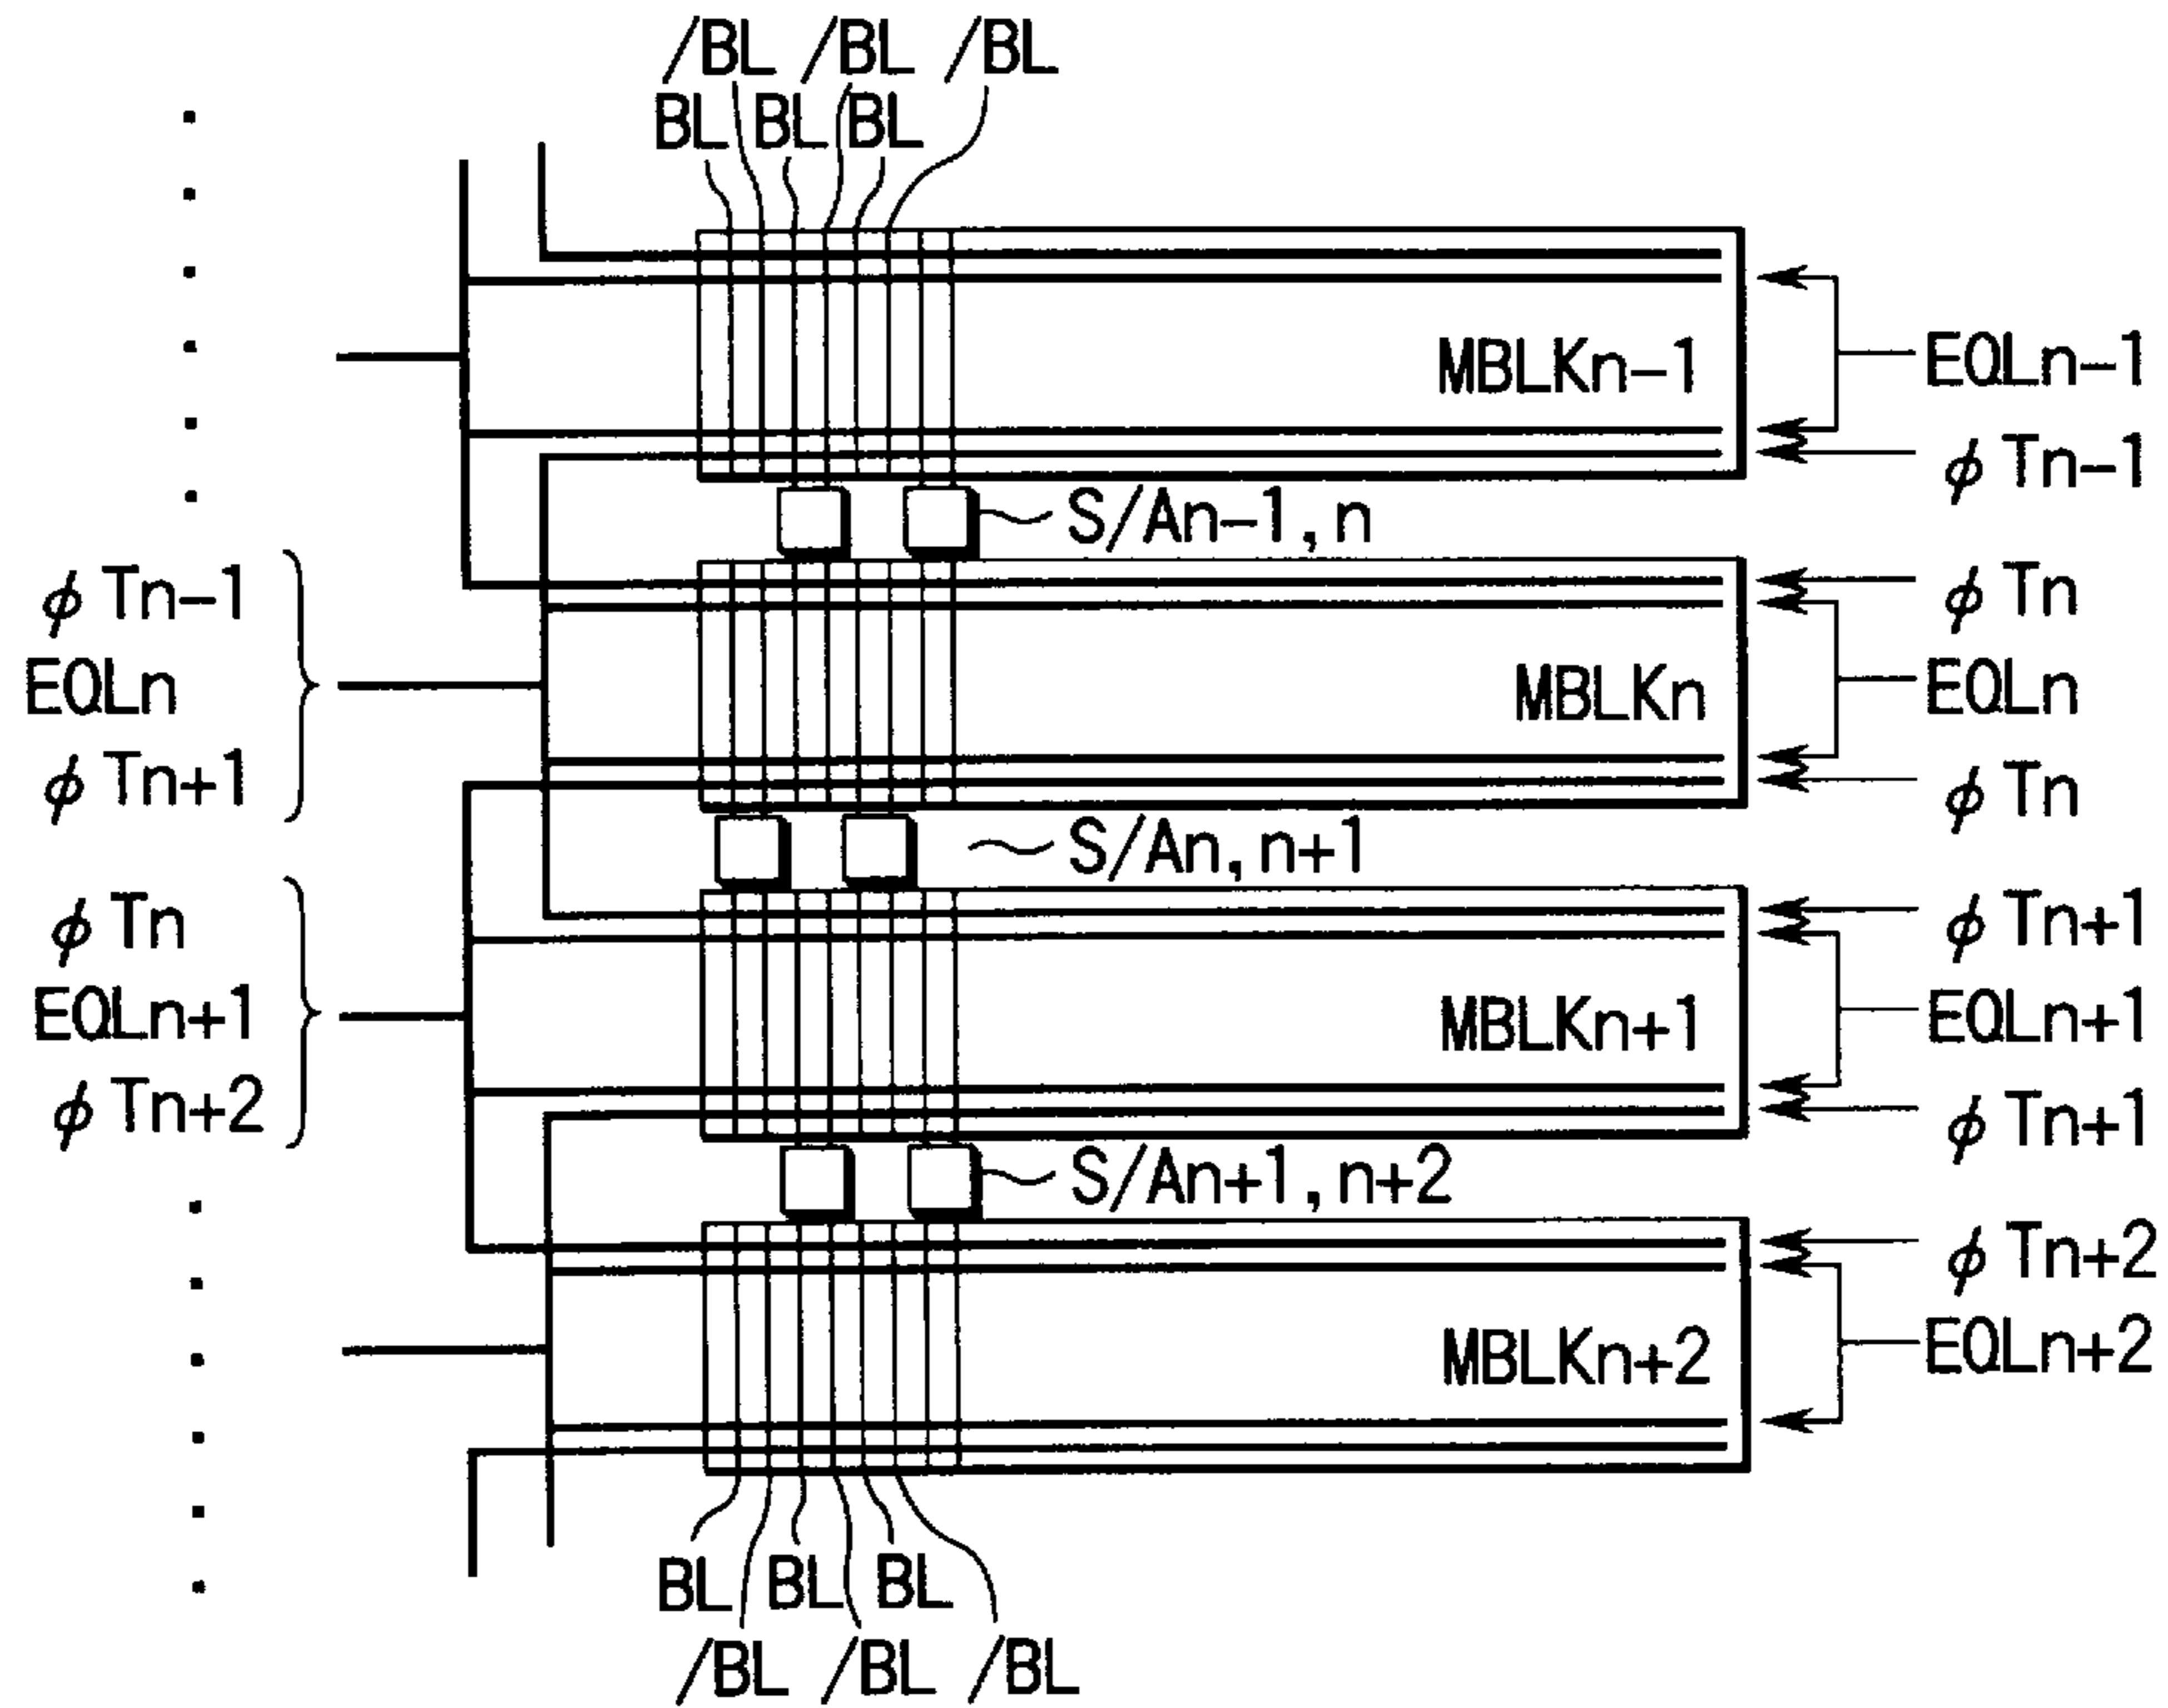 /BL /BL /BL
BL BL BL
MBLKn-1
EQLn-1
φTn-1
S/An-1,n
φTn-1
EQLn
φTn+1
φTn
EQLn
φTn
MBLKn
S/An,n+1
φTn
EQLn+1
φTn+2
φTn+1
EQLn+1
φTn+1
MBLKn+1
S/An+1,n+2
φTn+2
EQLn+2
MBLKn+2
BL BL BL
/BL /BL /BL